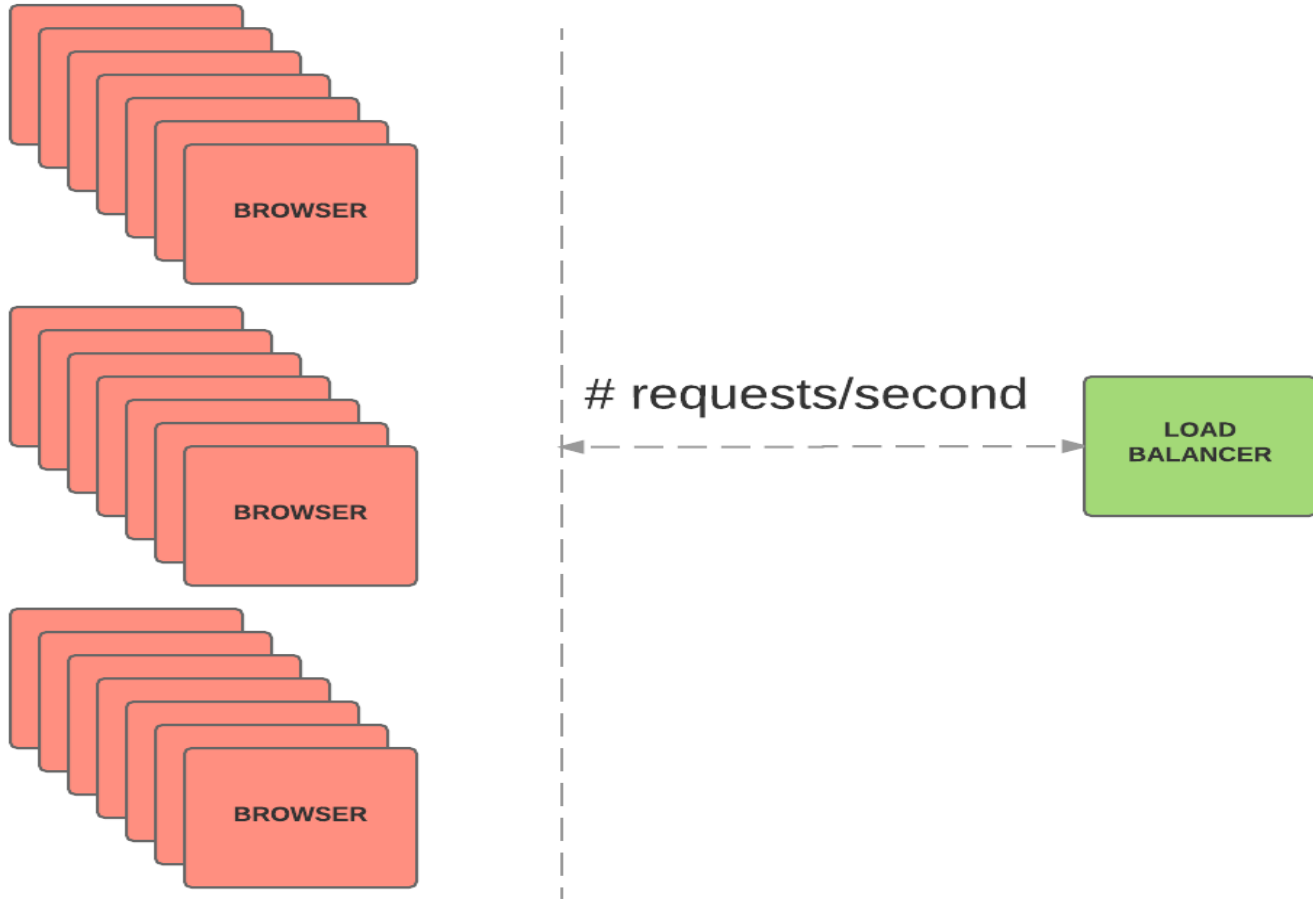 BROWSER
BROWSER
# requests/second
LOAD
BALANCER
BROWSER